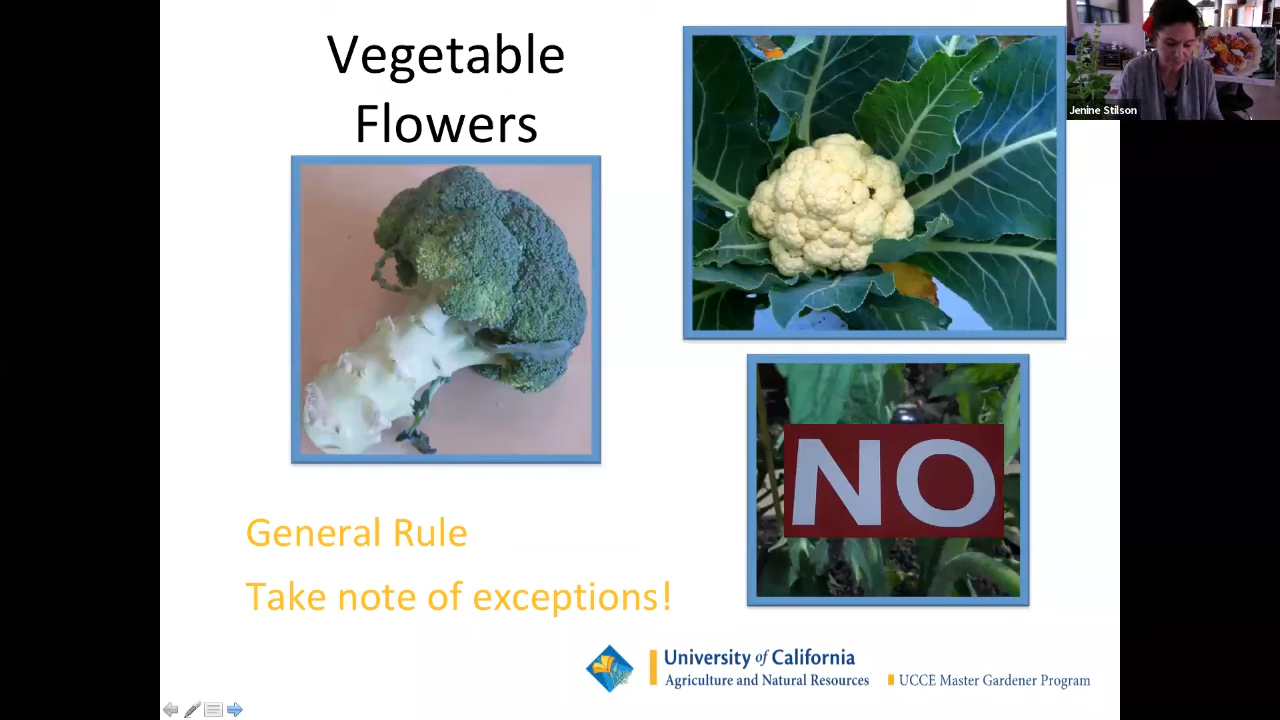 Vegetable
Flowers
Jenine Stilson
NO
General Rule
Take note of exceptions!
University of California
Agriculture and Natural Resources
UCCE Master Gardener Program